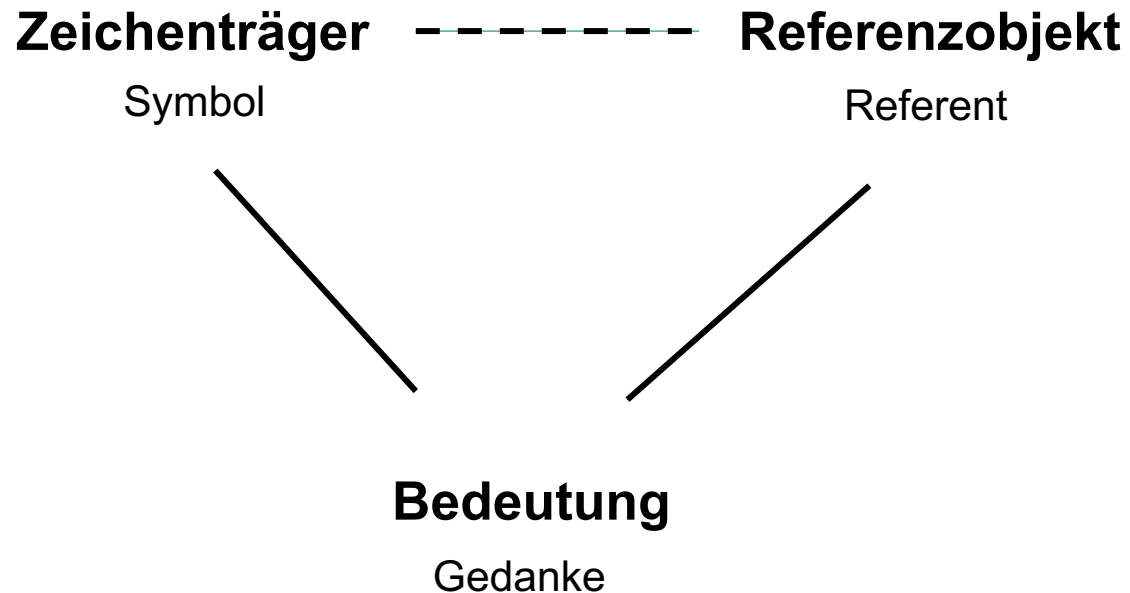 Zeichenträger
Symbol
Referenzobjekt
Referent
Bedeutung
Gedanke